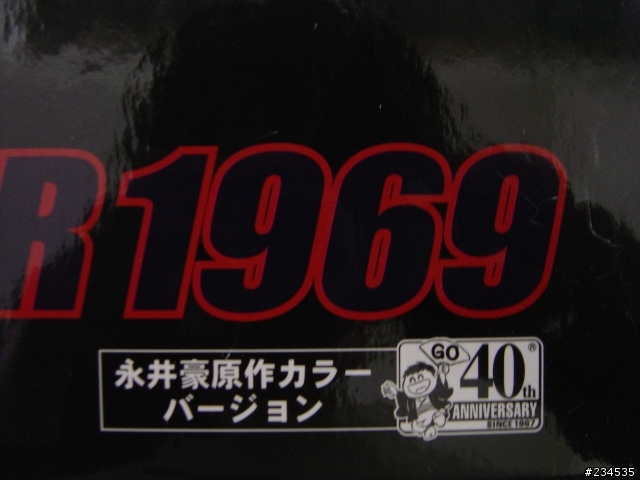 R 1969
永井豪原作カラー
バージョン
GO
40th
®
ANNIVERSARY
SINCE 1967
#234535